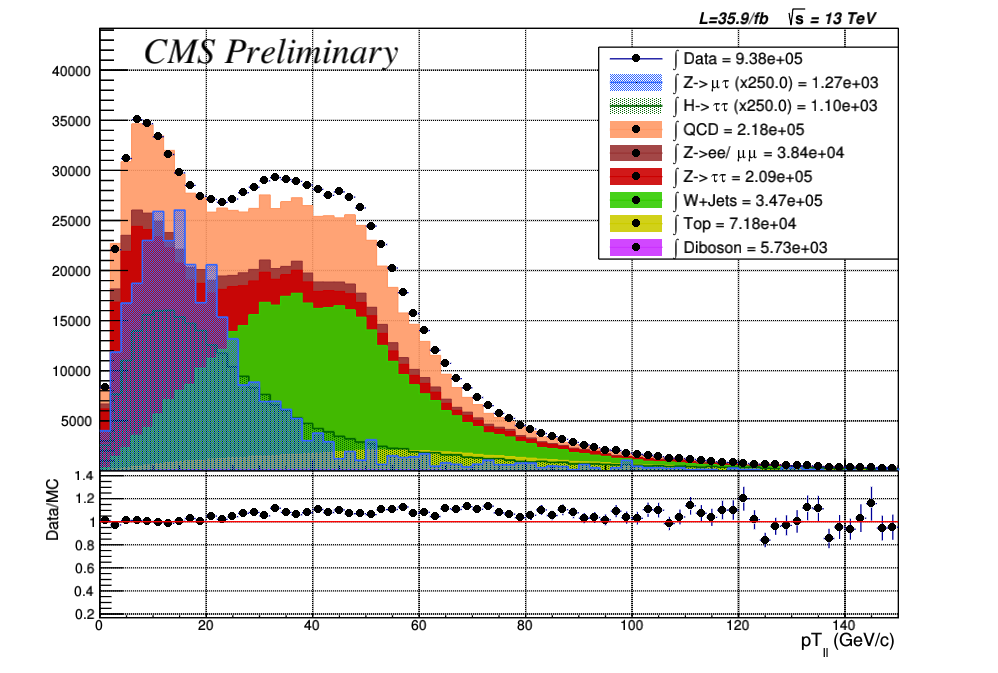 L=35.9/fb √s = 13 TeV
CMS Preliminary
∫ Data = 9.38e+05
∫ Z->μτ (x250.0) = 1.27e+03
∫ H->ττ (x250.0) = 1.10e+03
∫ QCD = 2.18e+05
∫ Z->ee/ μμ = 3.84e+04
∫ Z->ττ = 2.09e+05
∫ W+Jets = 3.47e+05
∫ Top = 7.18e+04
∫ Diboson = 5.73e+03
40000
35000
30000
25000
20000
15000
10000
5000
Data/MC
1.4
1.2
1
0.8
0.6
0.4
0.2
0 20 40 60 80 100 120 140
pT_ll (GeV/c)